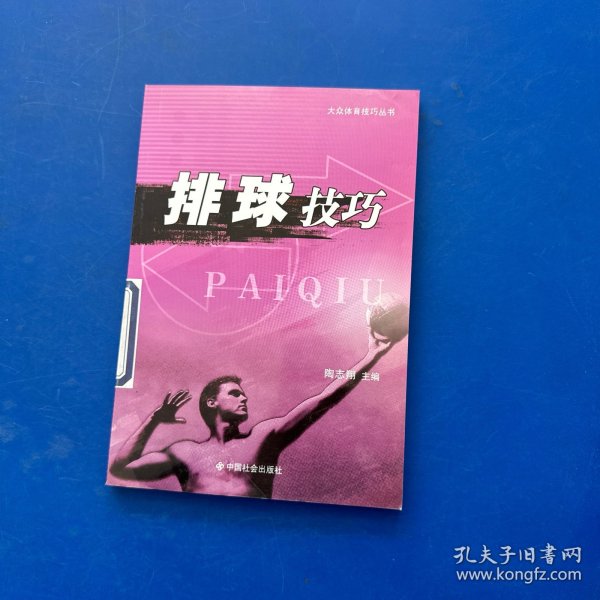 大众体育技巧丛书
排球技巧
PAIQIU
陶志翔 主编
中国社会出版社
孔夫子旧书网
www.kongfz.com